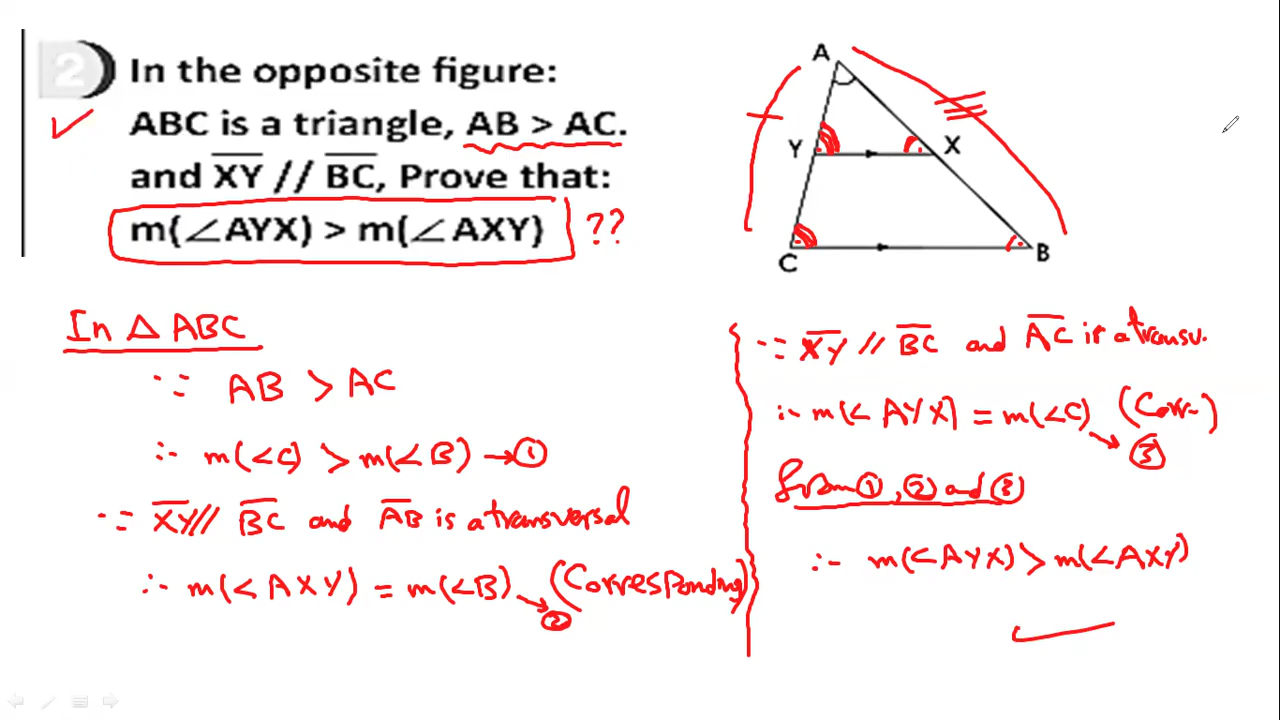 2 In the opposite figure:
ABC is a triangle, AB > AC.
and XY // BC, Prove that:
m(∠AYX) > m(∠AXY) ??
A
Y
X
C
B
In △ ABC
∵ AB > AC
∴ m(∠C) > m(∠B) → ①
∵ XY // BC and AB is a transversal
∴ m(∠AXY) = m(∠B) (Corresponding)
②
∵ XY // BC and AC is a transv.
∴ m(∠AYX) = m(∠C) (Corr-)
③
from ①, ② and ③
∴ m(∠AYX) > m(∠AXY)